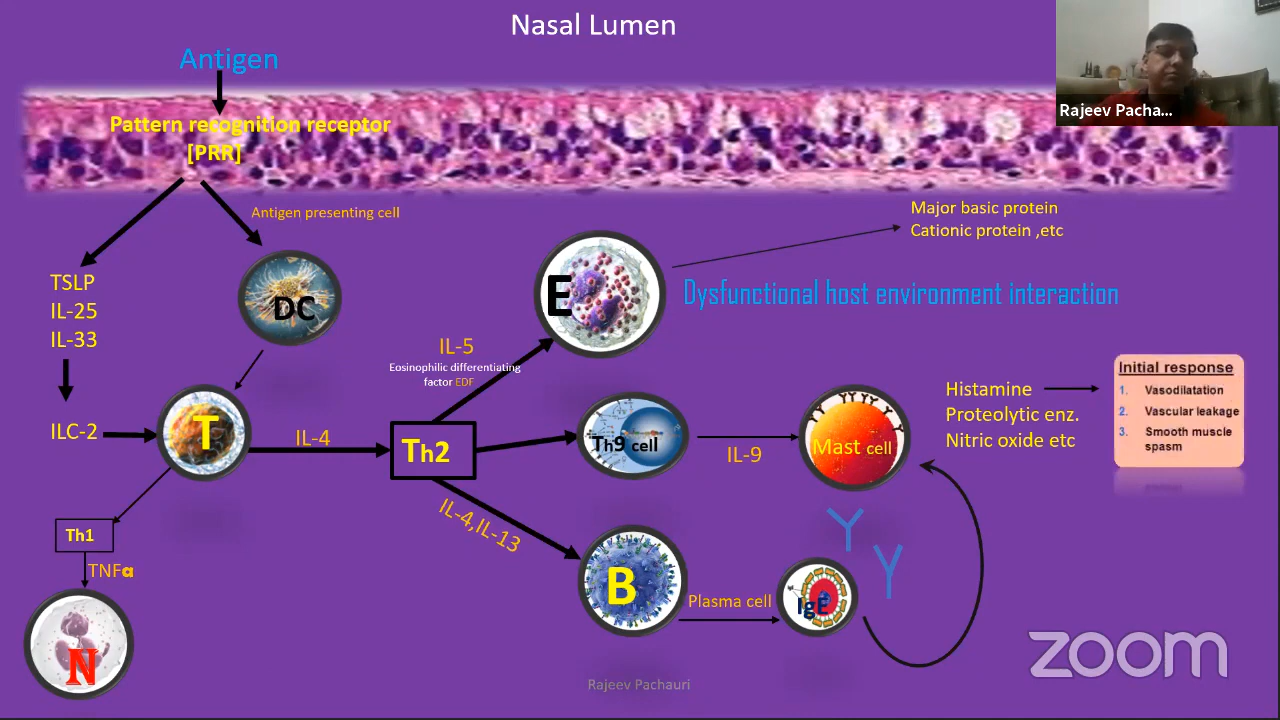 Nasal Lumen
Antigen
Rajeev Pacha...
Pattern recognition receptor
[PRR]
Antigen presenting cell
Major basic protein
Cationic protein ,etc
TSLP
IL-25
IL-33
DC
E
Dysfunctional host environment interaction
IL-5
Eosinophilic differentiating
factor EDF
Initial response
1. Vasodilatation
2. Vascular leakage
3. Smooth muscle
spasm
Histamine
Proteolytic enz.
Nitric oxide etc
ILC-2
T
IL-4
Th2
Th9 cell
IL-9
Mast cell
IL-4,IL-13
Th1
TNFα
B
Plasma cell
IgE
N
Rajeev Pachauri
zoom